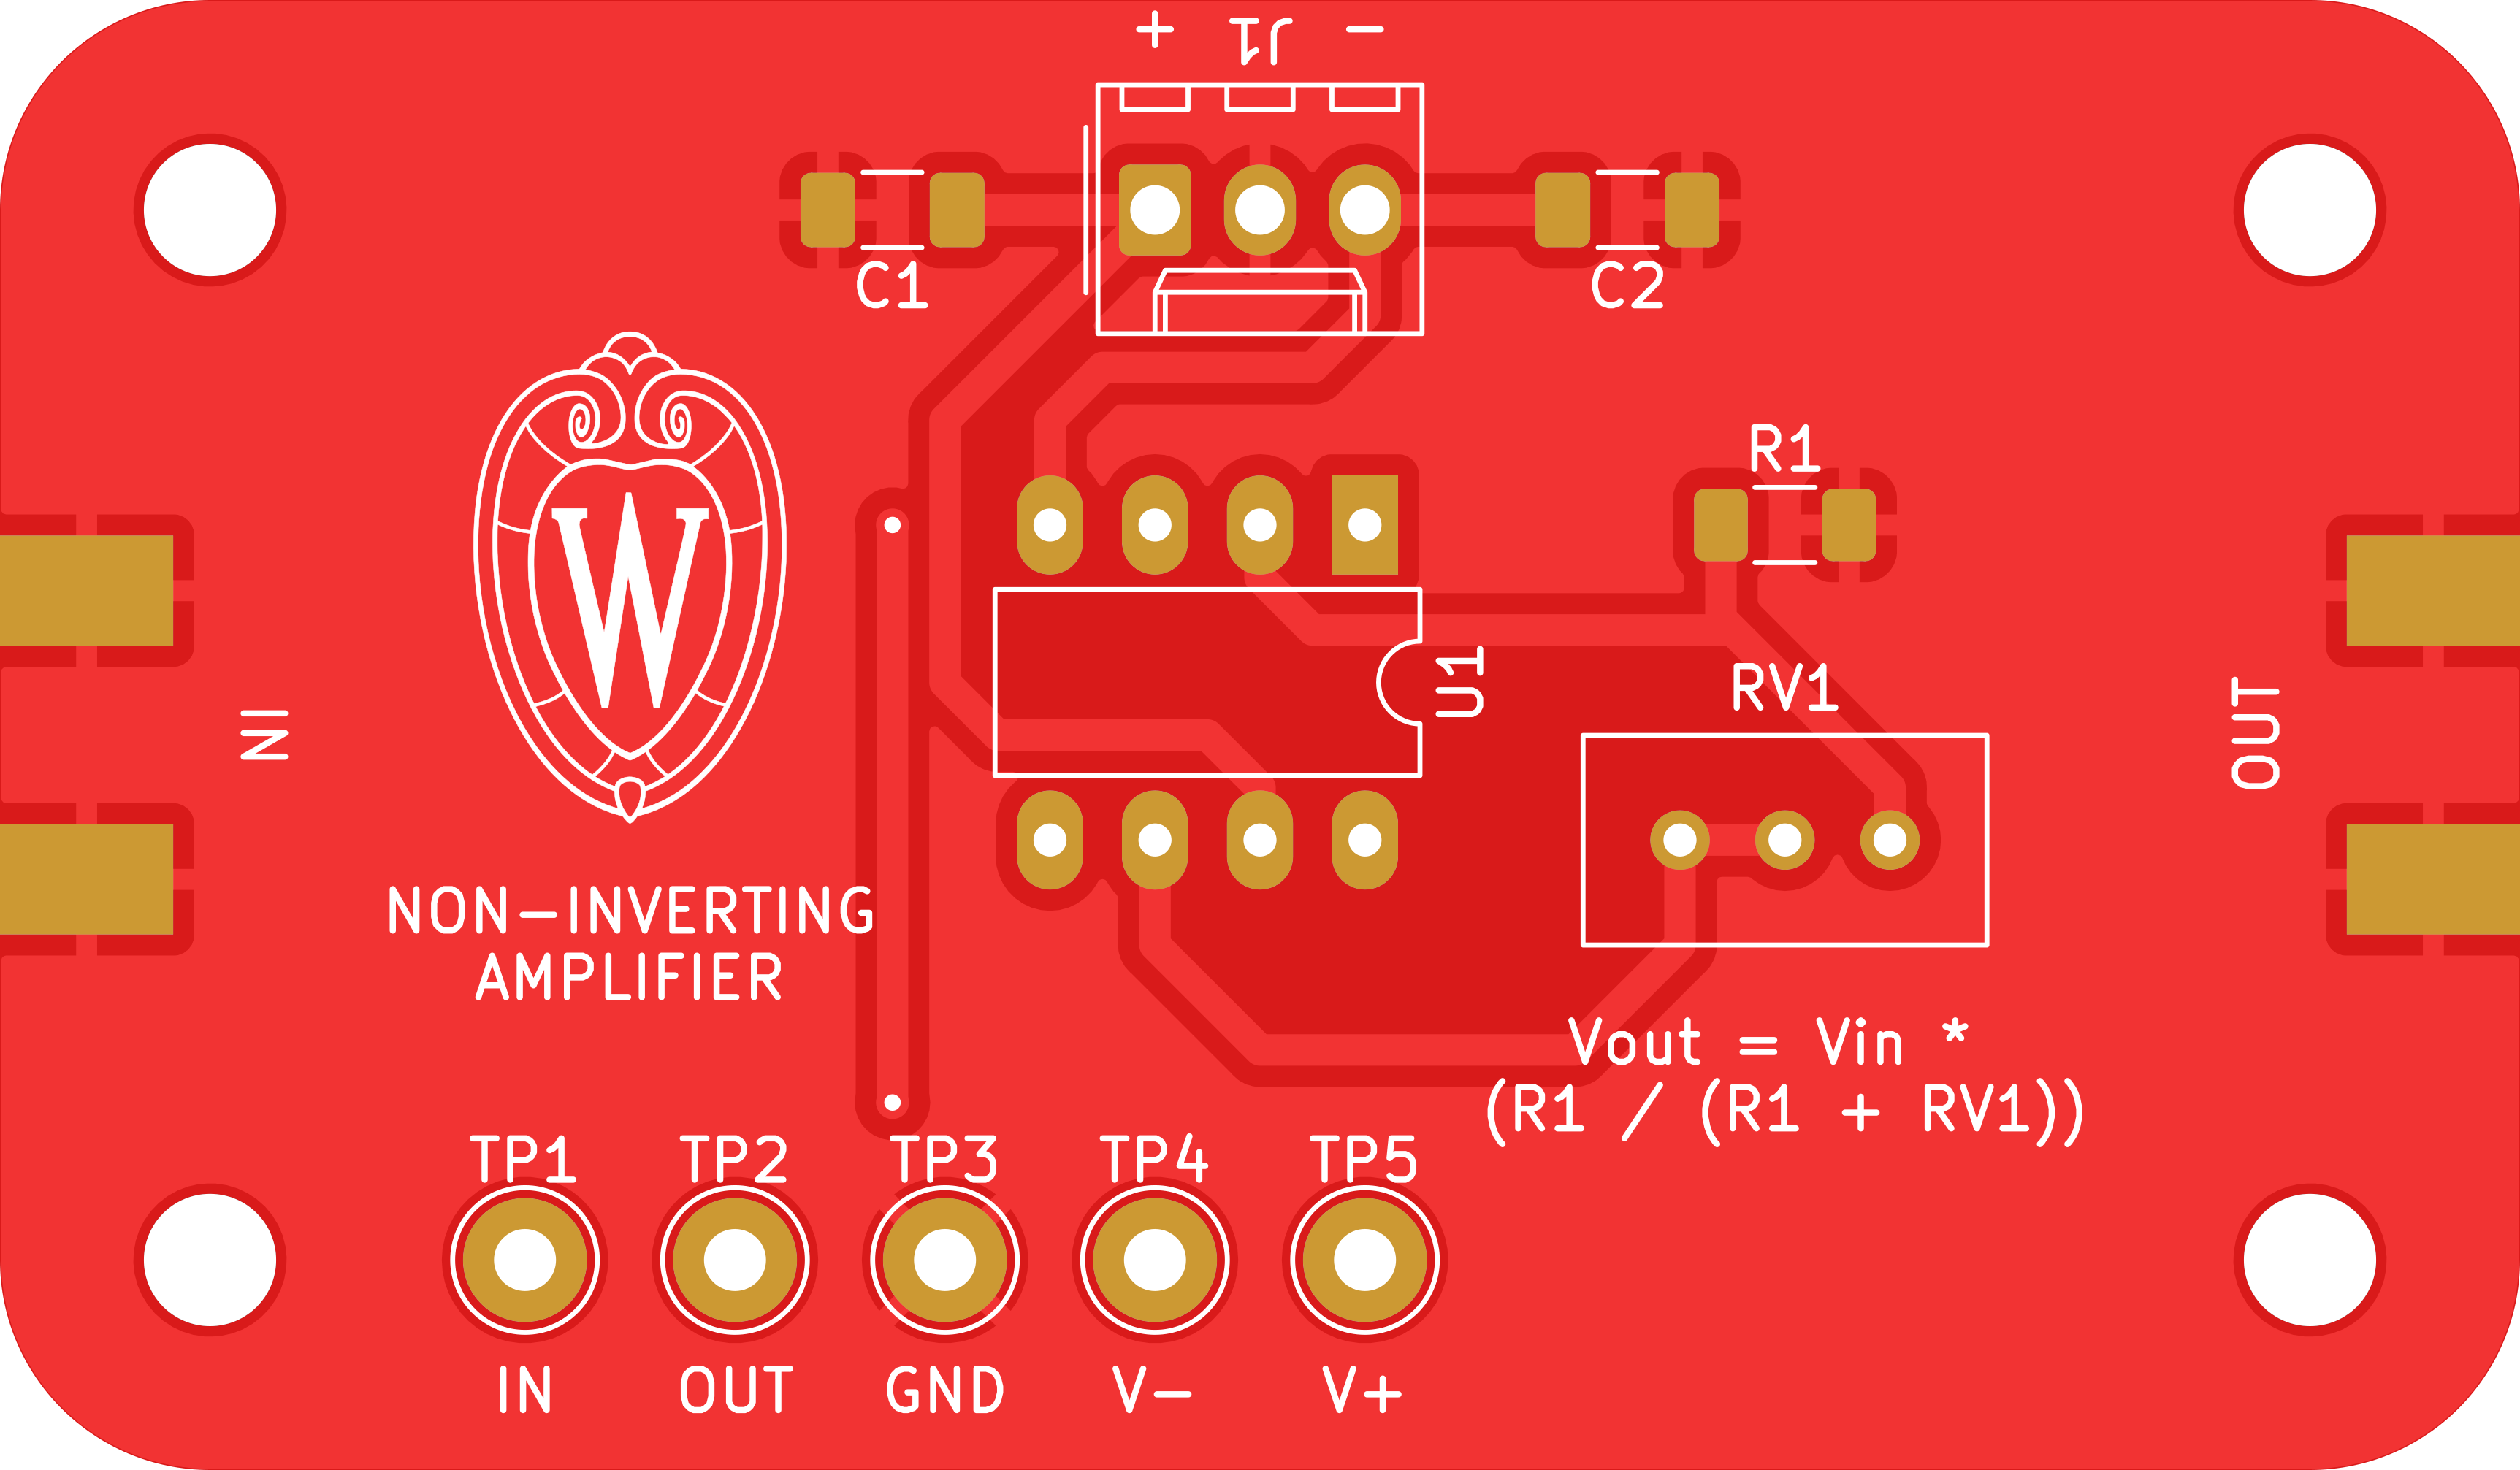 + J1 -
C1
C2
R1
W
U1
RV1
IN
OUT
NON-INVERTING
AMPLIFIER
Vout = Vin *
(R1 / (R1 + RV1))
TP1 TP2 TP3 TP4 TP5
IN OUT GND V- V+